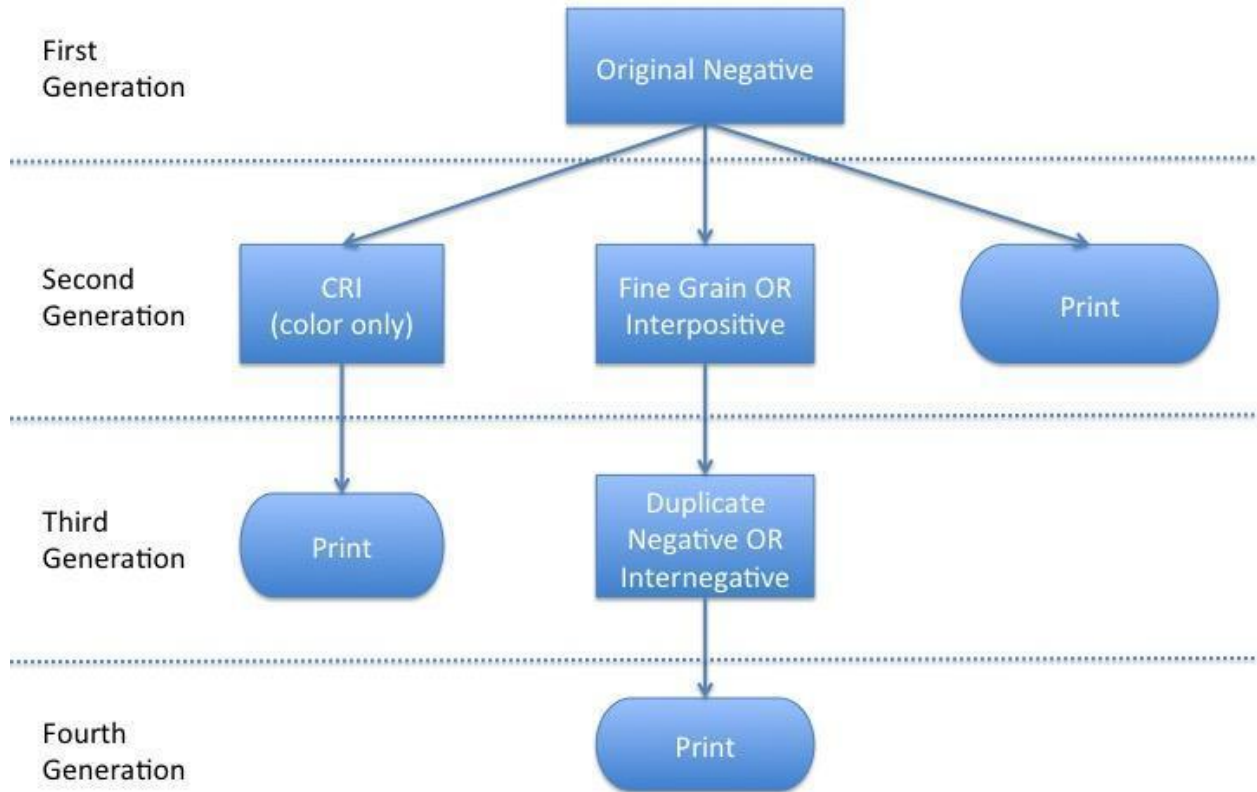 First
Generation
Original Negative
Second
Generation
CRI
(color only)
Fine Grain OR
Interpositive
Print
Third
Generation
Print
Duplicate
Negative OR
Internegative
Fourth
Generation
Print